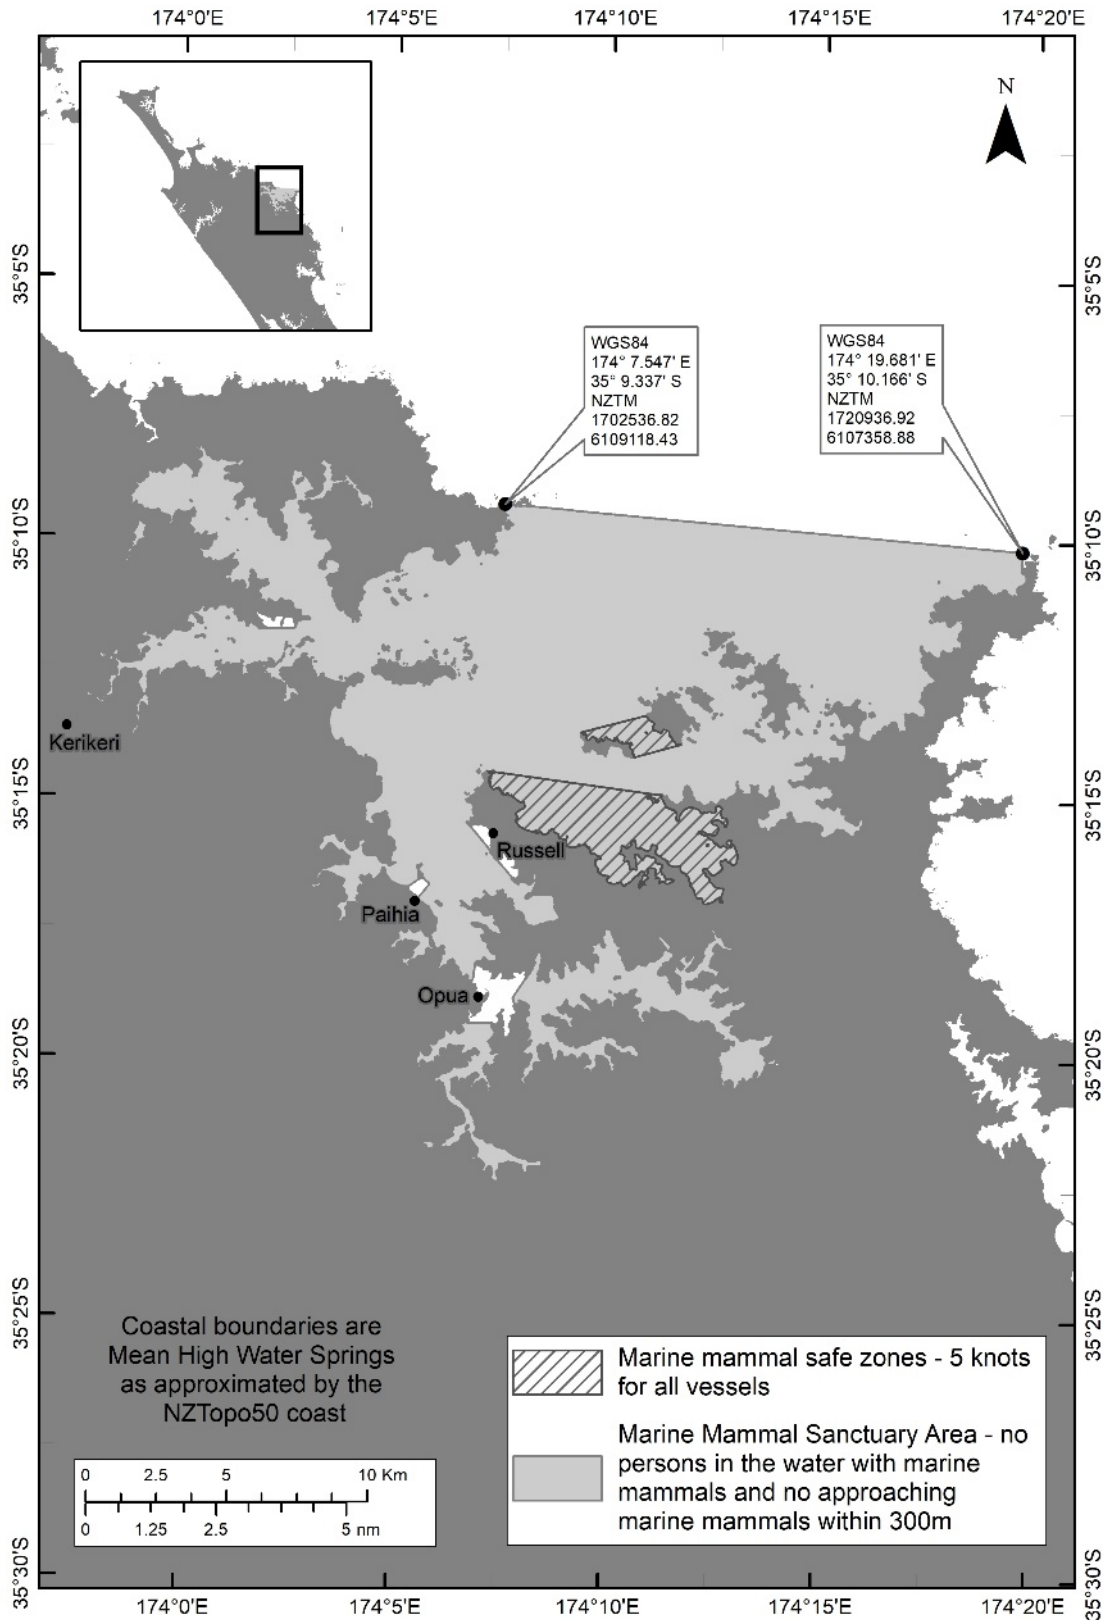 174°0'E
174°5'E
174°10'E
174°15'E
174°20'E
N
35°5'S
35°5'S
WGS84
174° 7.547' E
35° 9.337' S
NZTM
1702536.82
6109118.43
WGS84
174° 19.681' E
35° 10.166' S
NZTM
1720936.92
6107358.88
35°10'S
35°10'S
Kerikeri
35°15'S
35°15'S
Russell
Paihia
Opua
35°20'S
35°20'S
35°25'S
35°25'S
Coastal boundaries are
Mean High Water Springs
as approximated by the
NZTopo50 coast
Marine mammal safe zones - 5 knots
for all vessels
Marine Mammal Sanctuary Area - no
persons in the water with marine
mammals and no approaching
marine mammals within 300m
0 2.5 5 10 Km
0 1.25 2.5 5 nm
35°30'S
35°30'S
174°0'E
174°5'E
174°10'E
174°15'E
174°20'E